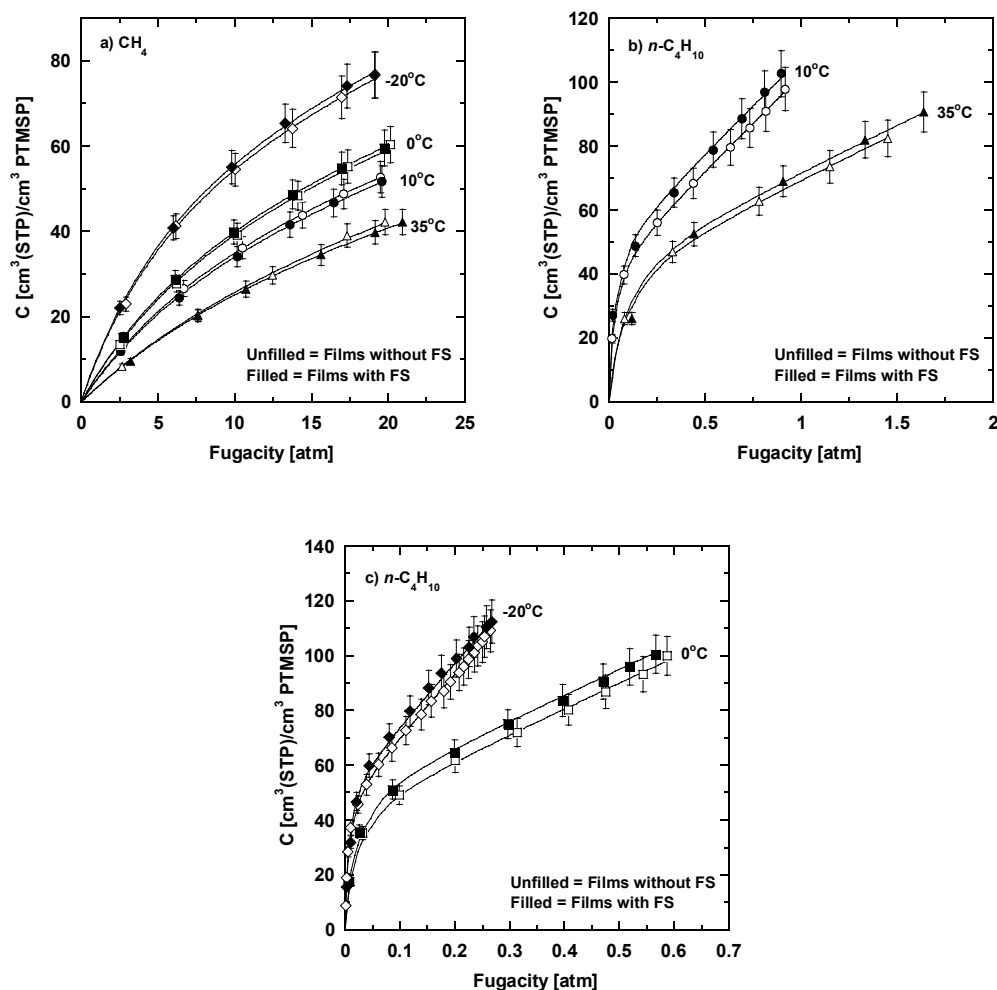 a) CH4
-20°C
0°C
10°C
35°C
Unfilled = Films without FS
Filled = Films with FS
C [cm3(STP)/cm3 PTMSP]
0
20
40
60
80
0 5 10 15 20 25
Fugacity [atm]
b) n-C4H10
10°C
35°C
Unfilled = Films without FS
Filled = Films with FS
C [cm3(STP)/cm3 PTMSP]
0
20
40
60
80
100
120
0 0.5 1 1.5 2
Fugacity [atm]
c) n-C4H10
-20°C
0°C
Unfilled = Films without FS
Filled = Films with FS
C [cm3(STP)/cm3 PTMSP]
0
20
40
60
80
100
120
140
0 0.1 0.2 0.3 0.4 0.5 0.6 0.7
Fugacity [atm]